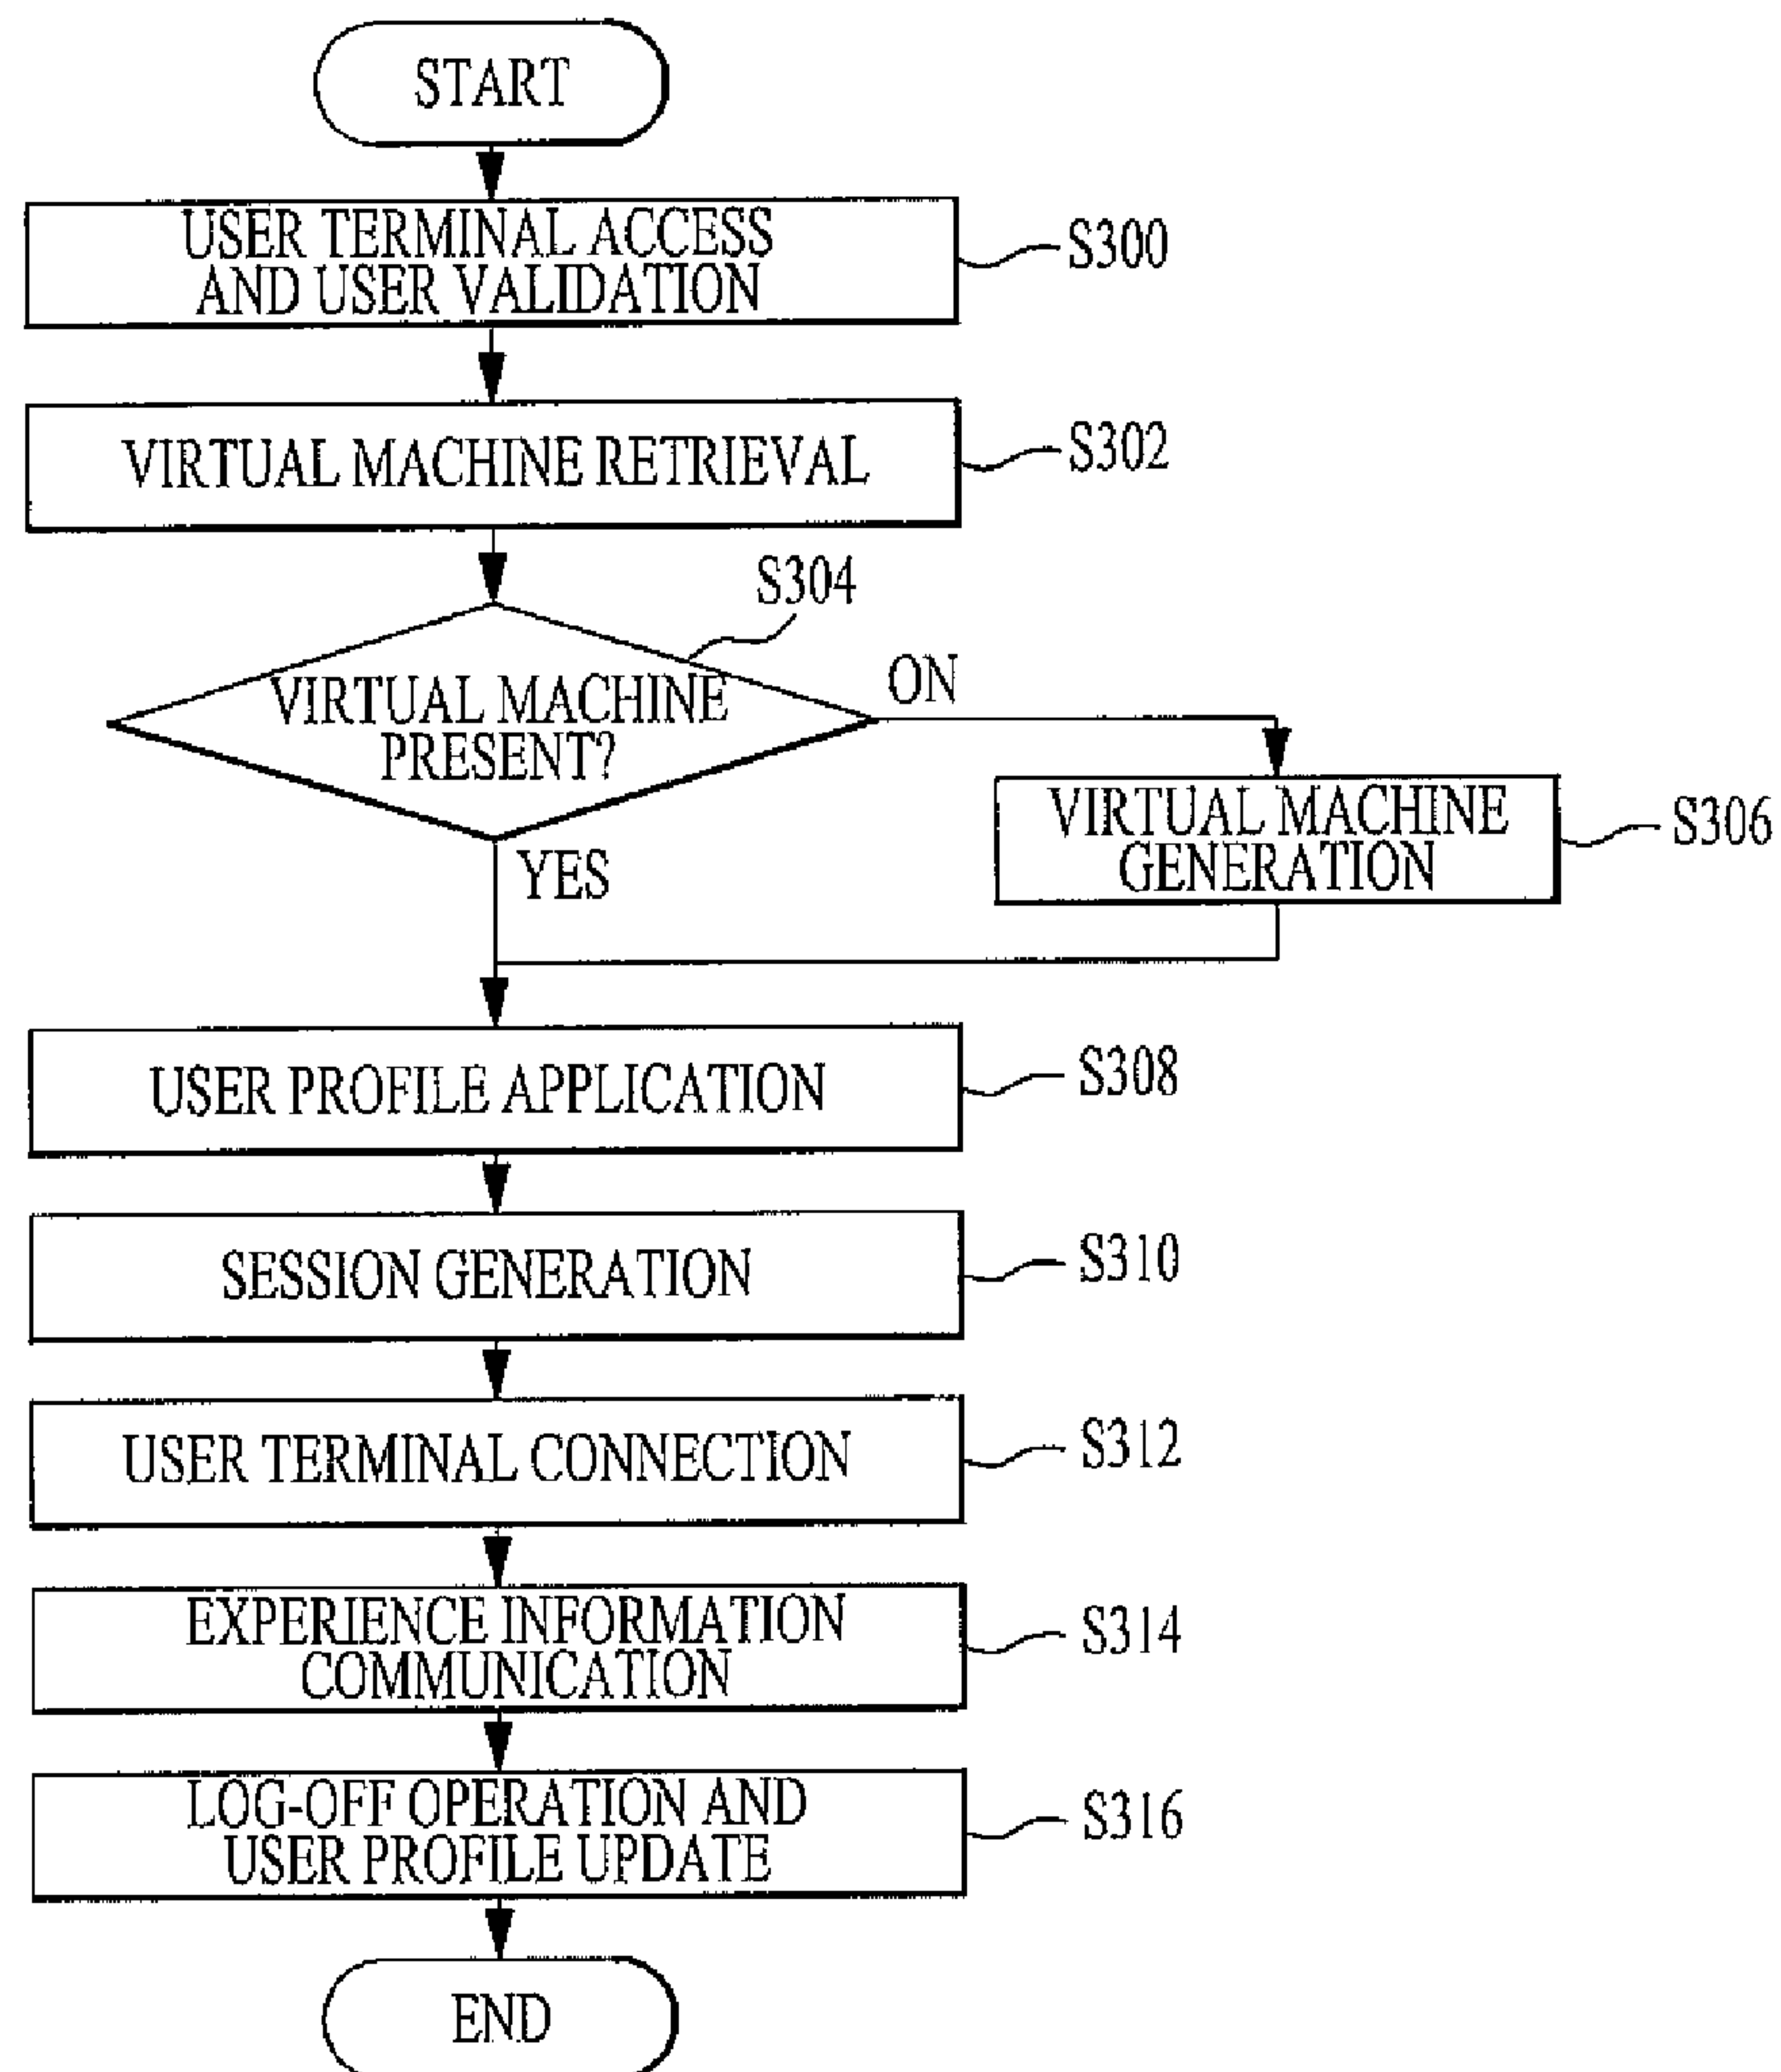 START
USER TERMINAL ACCESS
AND USER VALIDATION
S300
VIRTUAL MACHINE RETRIEVAL
S302
S304
VIRTUAL MACHINE
PRESENT?
ON
YES
VIRTUAL MACHINE
GENERATION
S306
USER PROFILE APPLICATION
S308
SESSION GENERATION
S310
USER TERMINAL CONNECTION
S312
EXPERIENCE INFORMATION
COMMUNICATION
S314
LOG-OFF OPERATION AND
USER PROFILE UPDATE
S316
END